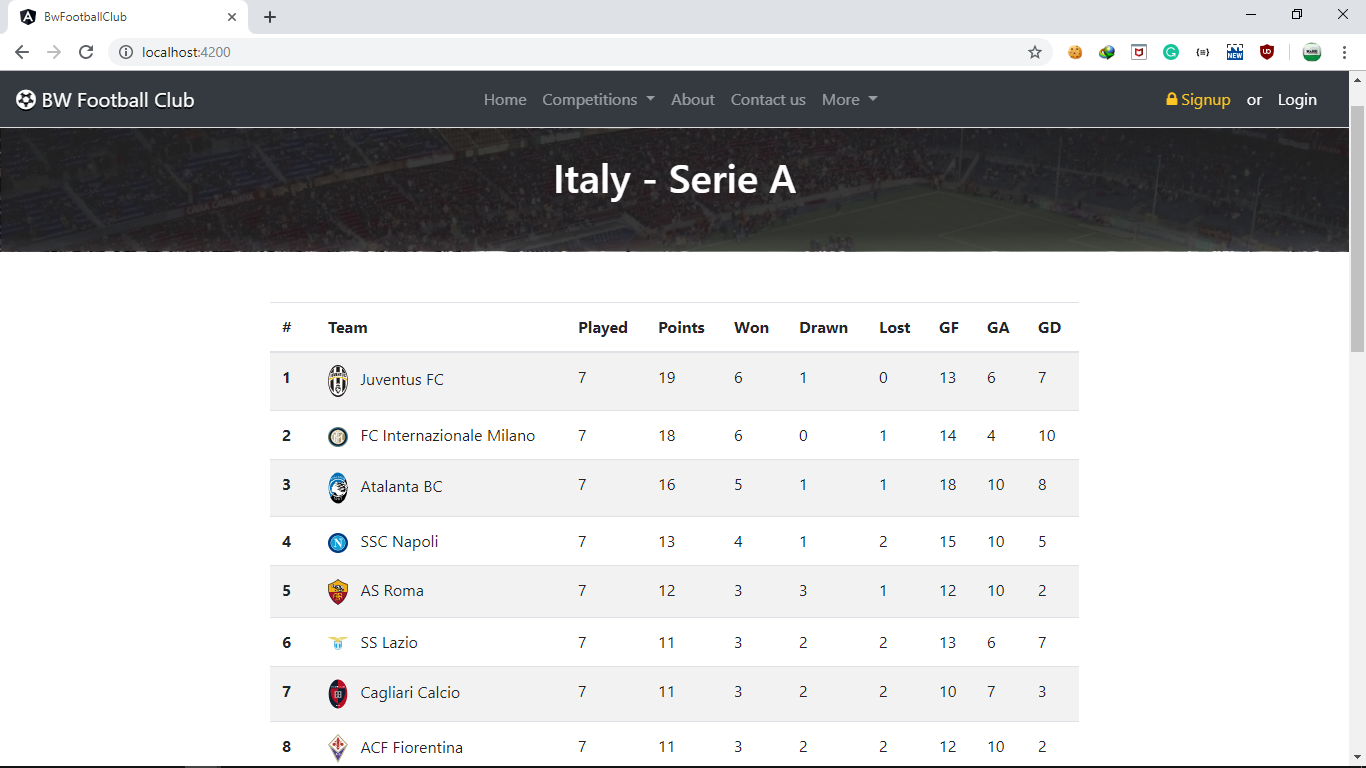 BwFootballClub
localhost:4200
NEW
BW Football Club Home Competitions About Contact us More Signup or Login
Italy - Serie A
# Team Played Points Won Drawn Lost GF GA GD
1 Juventus FC 7 19 6 1 0 13 6 7
2 FC Internazionale Milano 7 18 6 0 1 14 4 10
3 Atalanta BC 7 16 5 1 1 18 10 8
4 SSC Napoli 7 13 4 1 2 15 10 5
5 AS Roma 7 12 3 3 1 12 10 2
6 SS Lazio 7 11 3 2 2 13 6 7
7 Cagliari Calcio 7 11 3 2 2 10 7 3
8 ACF Fiorentina 7 11 3 2 2 12 10 2